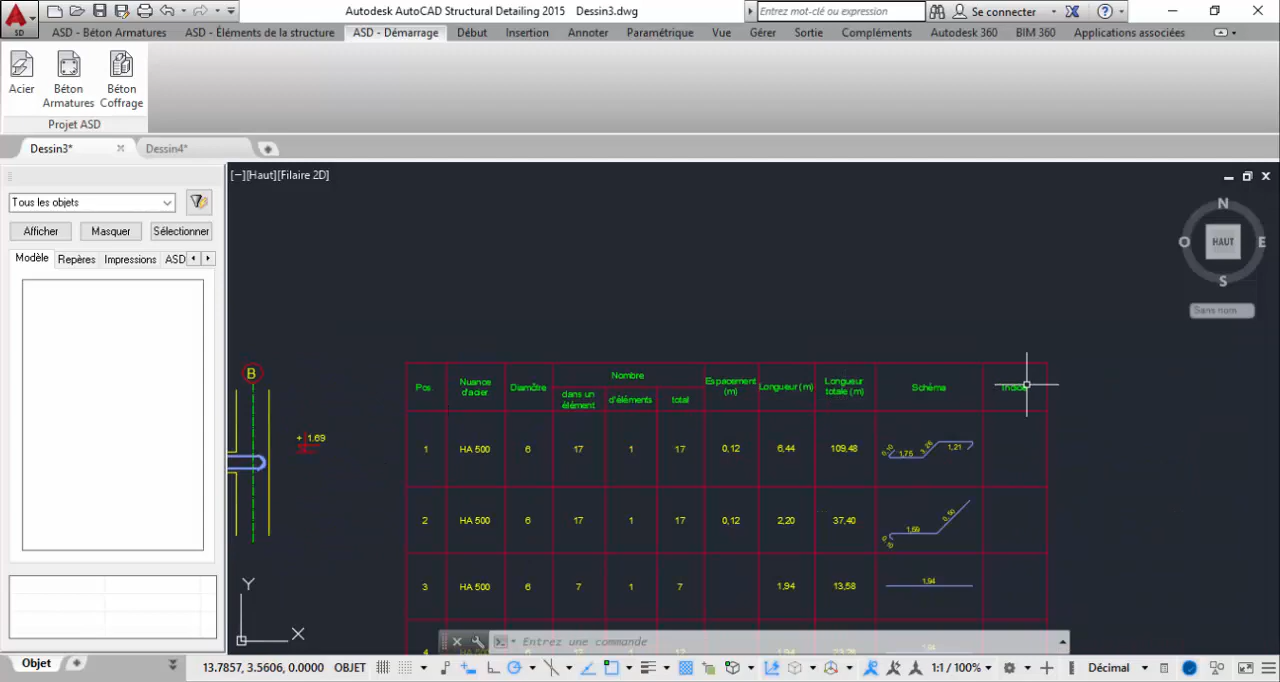 SD
Autodesk AutoCAD Structural Detailing 2015 Dessin3.dwg
Entrez mot-clé ou expression
Se connecter
ASD - Béton Armatures ASD - Éléments de la structure ASD - Démarrage Début Insertion Annoter Paramétrique Vue Gérer Sortie Compléments Autodesk 360 BIM 360 Applications associées
Acier Béton Armatures Béton Coffrage
Projet ASD
Dessin3* Dessin4*
[−][Haut][Filaire 2D]
Tous les objets
Afficher Masquer Sélectionner
Modèle Repères Impressions ASD
N
O HAUT E
S
Sans nom
B
+ 1.69
Pos. Nuance d'acier Diamètre Nombre Espacement (m) Longueur (m) Longueur totale (m) Schéma
dans un élément d'éléments total
1 HA 500 6 17 1 17 0,12 6,44 109,48 1,75 1,21
2 HA 500 6 17 1 17 0,12 2,20 37,40 1,69 0,50
3 HA 500 6 7 1 7 1,94 13,58 1,94
Y
X
Entrez une commande
Objet
13.7857, 3.5606, 0.0000 OBJET 1:1 / 100% Décimal